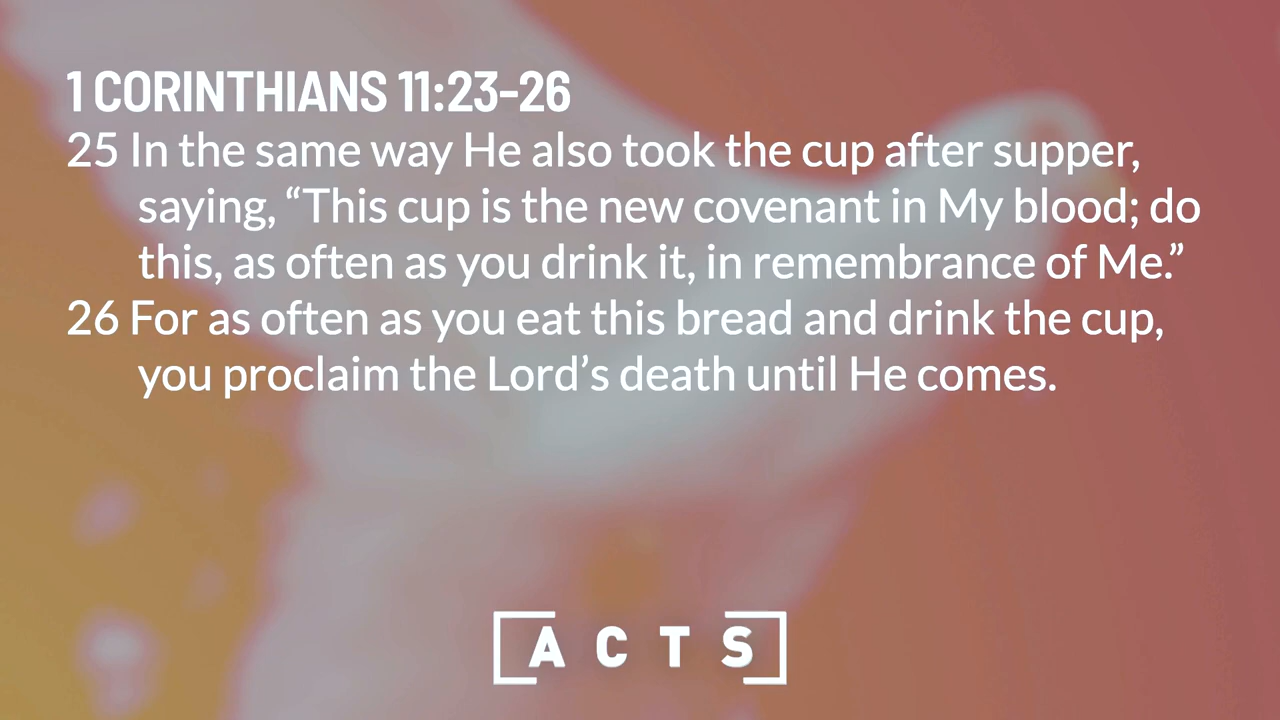 1 CORINTHIANS 11:23-26
25 In the same way He also took the cup after supper,
saying, “This cup is the new covenant in My blood; do
this, as often as you drink it, in remembrance of Me.”
26 For as often as you eat this bread and drink the cup,
you proclaim the Lord’s death until He comes.
ACTS